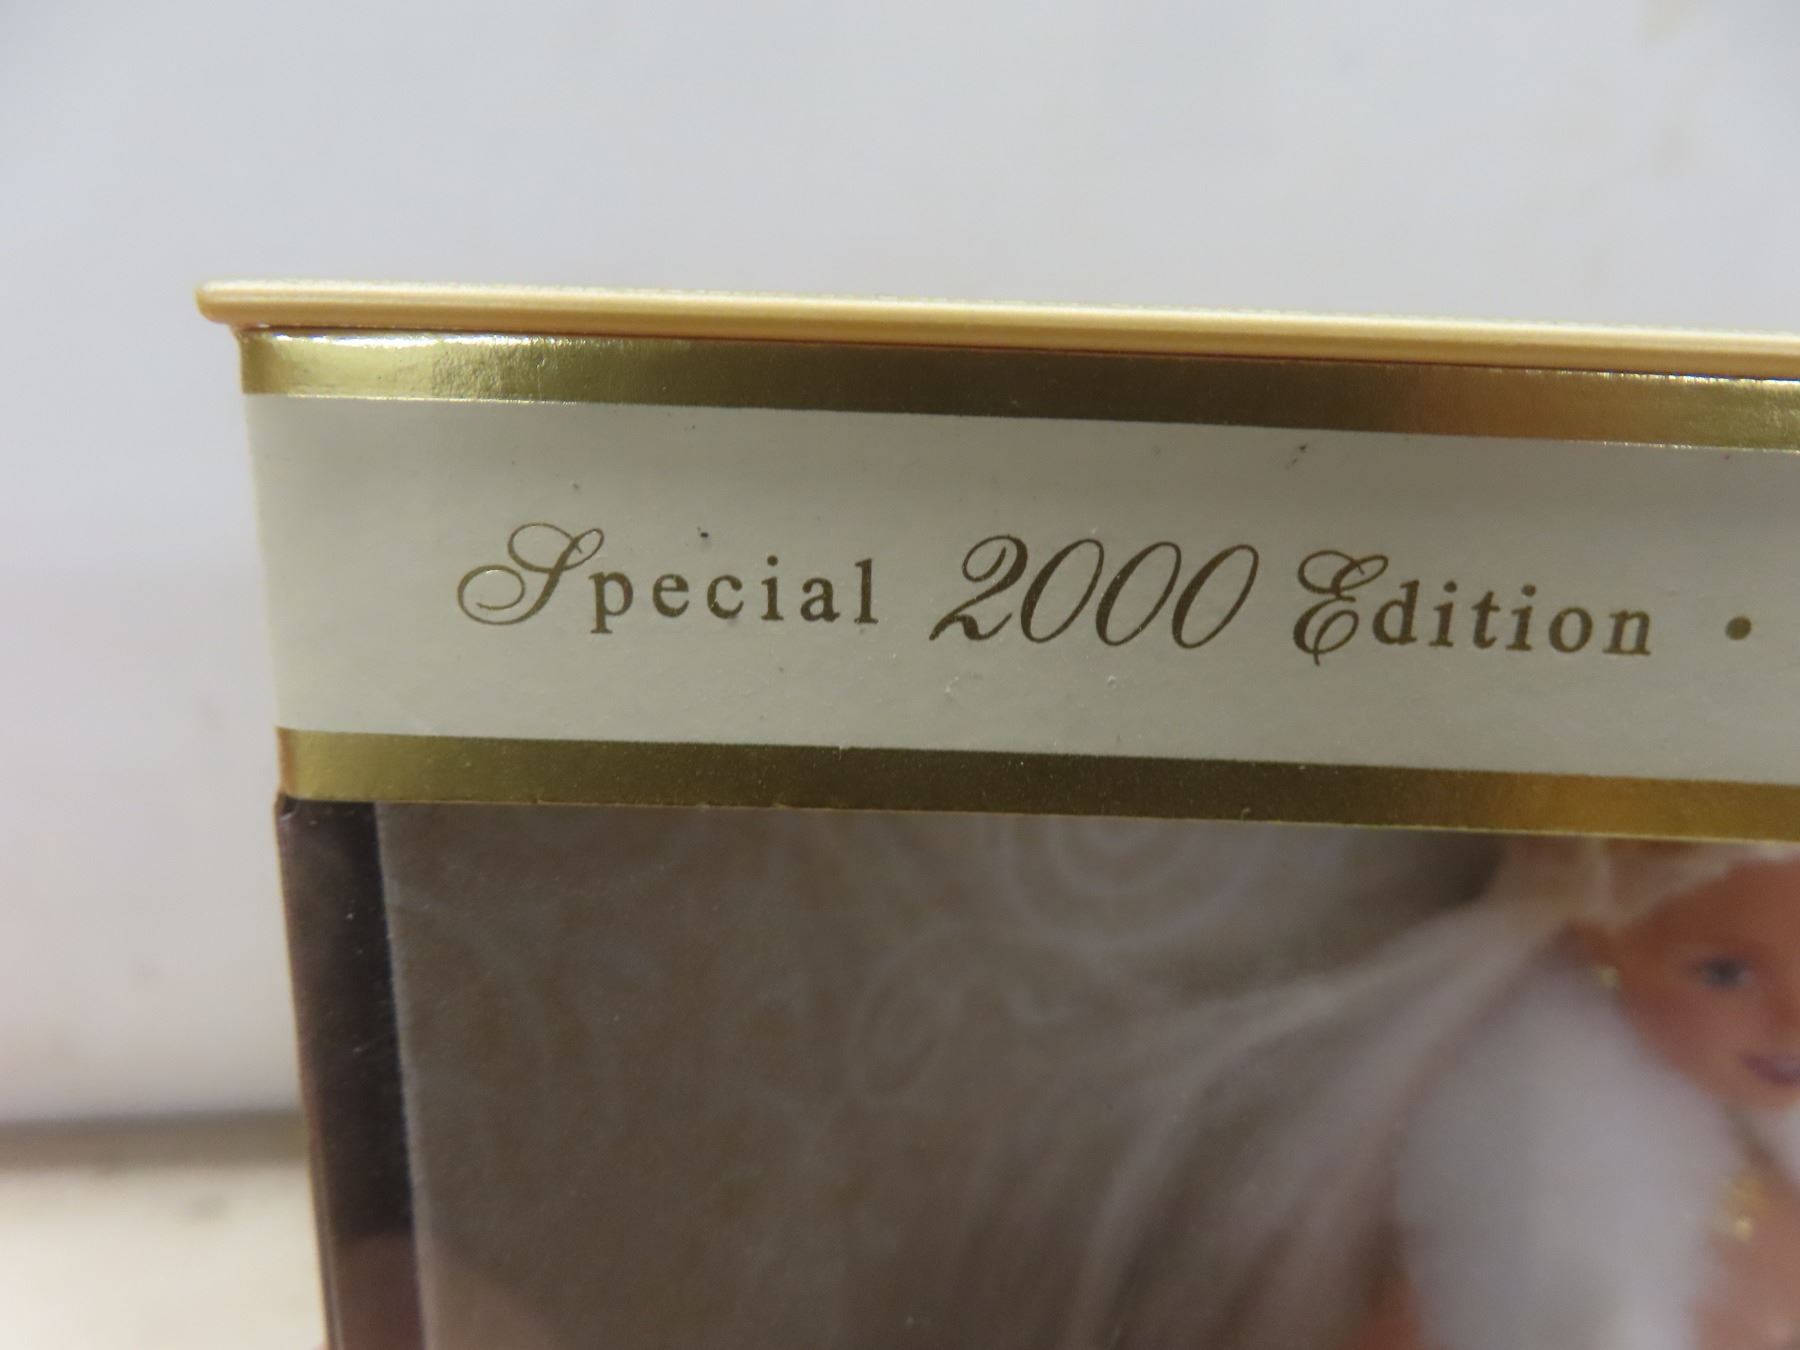 Special 2000 Edition •